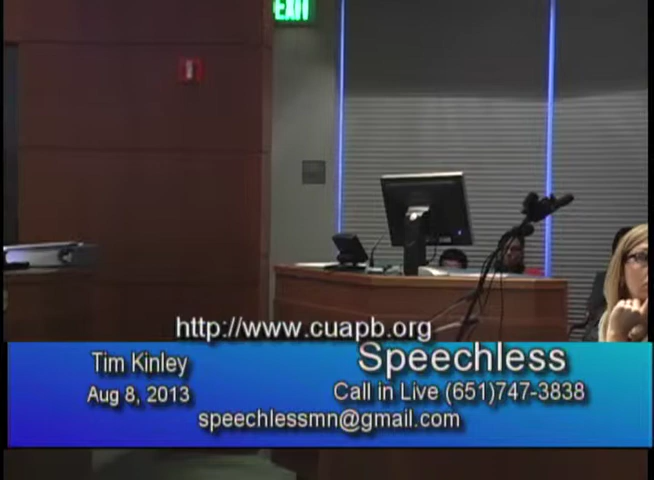 EXIT
http://www.cuapb.org
Tim Kinley
Speechless
Aug 8, 2013
Call in Live (651)747-3838
speechlessmn@gmail.com